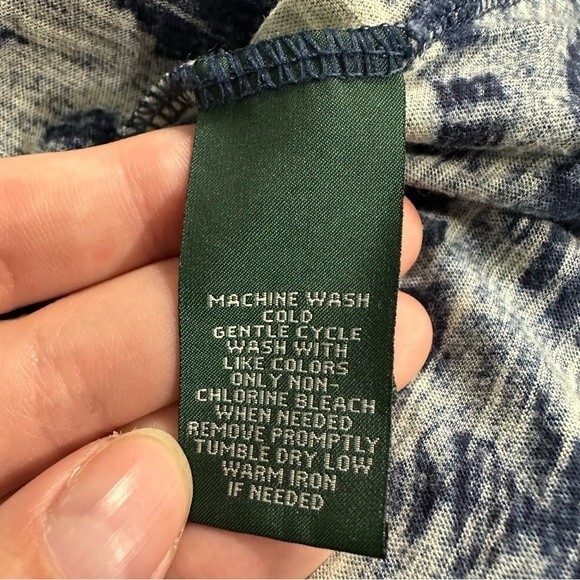 MACHINE WASH
COLD
GENTLE CYCLE
WASH WITH
LIKE COLORS
ONLY NON-
CHLORINE BLEACH
WHEN NEEDED
REMOVE PROMPTLY
TUMBLE DRY LOW
WARM IRON
IF NEEDED